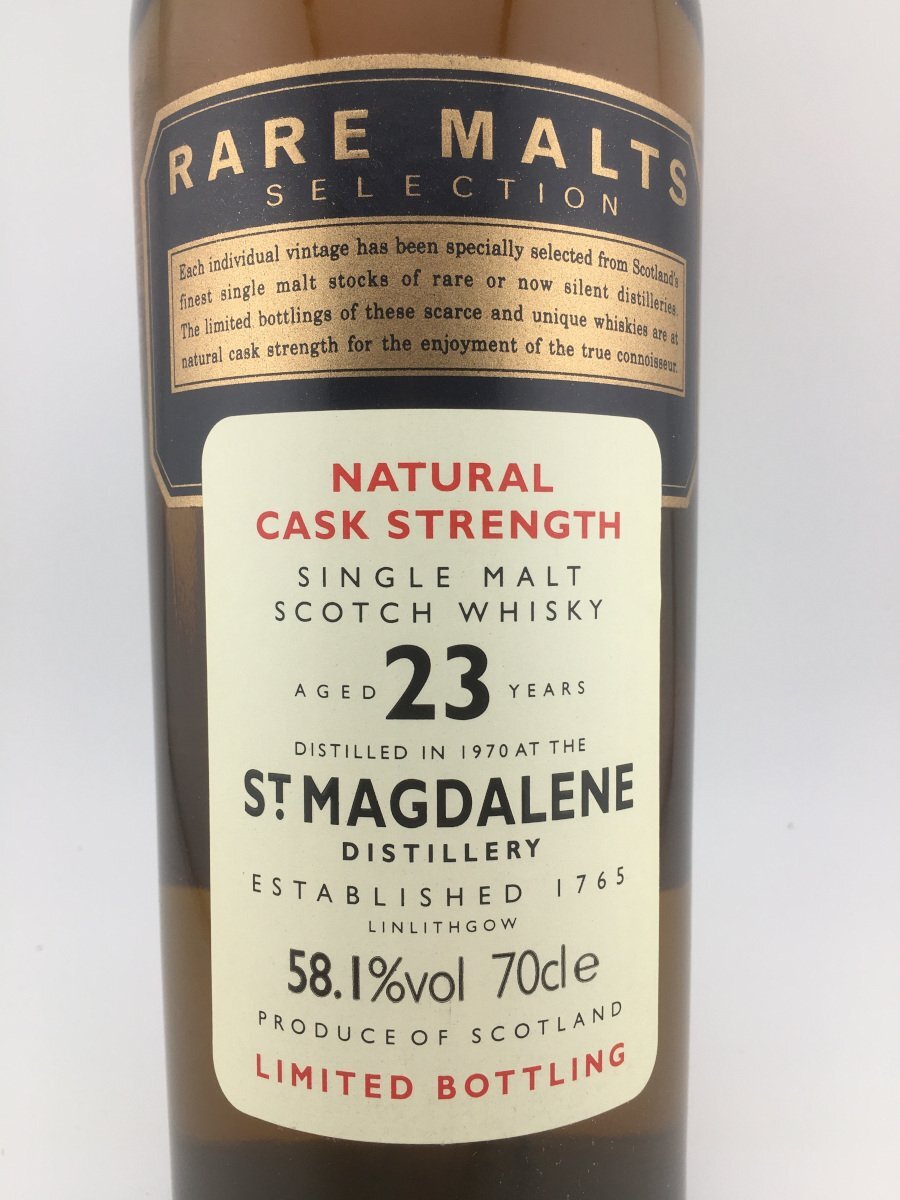 RARE MALTS
SELECTION
Each individual vintage has been specially selected from Scotland's
finest single malt stocks of rare or now silent distilleries.
The limited bottlings of these scarce and unique whiskies are at
natural cask strength for the enjoyment of the true connoisseur.
NATURAL
CASK STRENGTH
SINGLE MALT
SCOTCH WHISKY
AGED 23 YEARS
DISTILLED IN 1970 AT THE
ST. MAGDALENE
DISTILLERY
ESTABLISHED 1765
LINLITHGOW
58.1%vol 70cl e
PRODUCE OF SCOTLAND
LIMITED BOTTLING